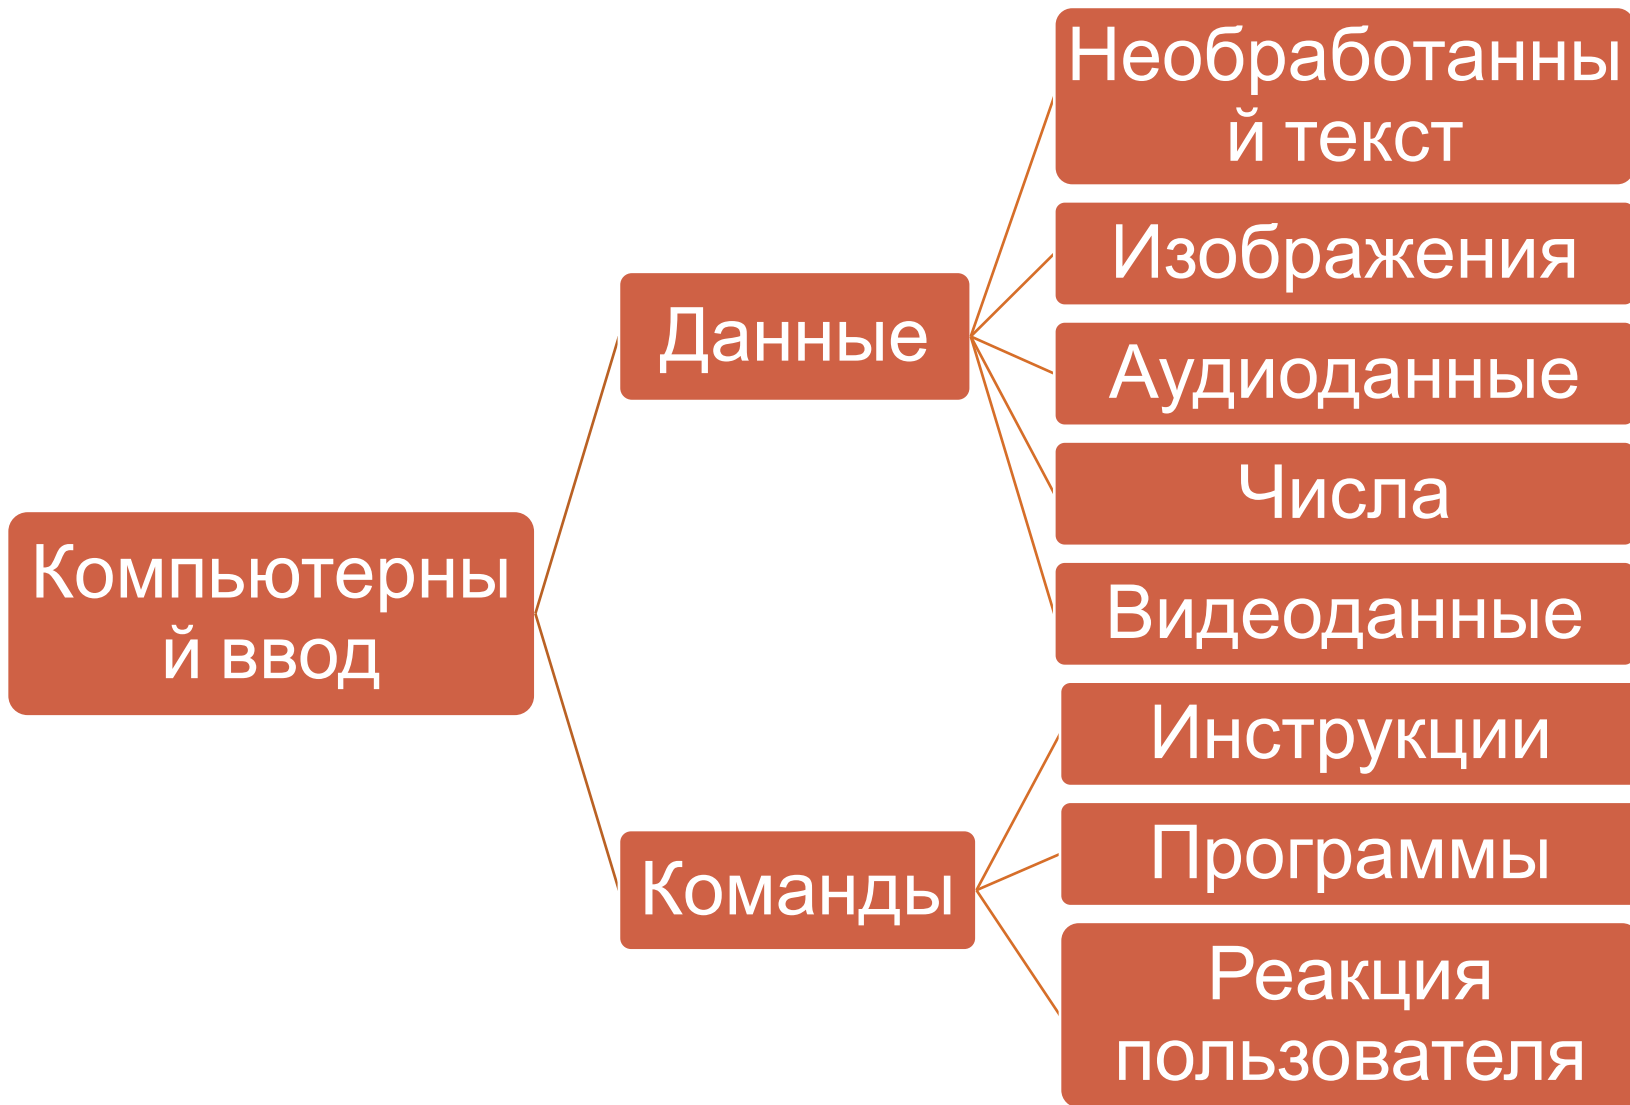 Компьютерны
й ввод
Данные
Необработанны
й текст
Изображения
Аудиоданные
Числа
Видеоданные
Команды
Инструкции
Программы
Реакция
пользователя